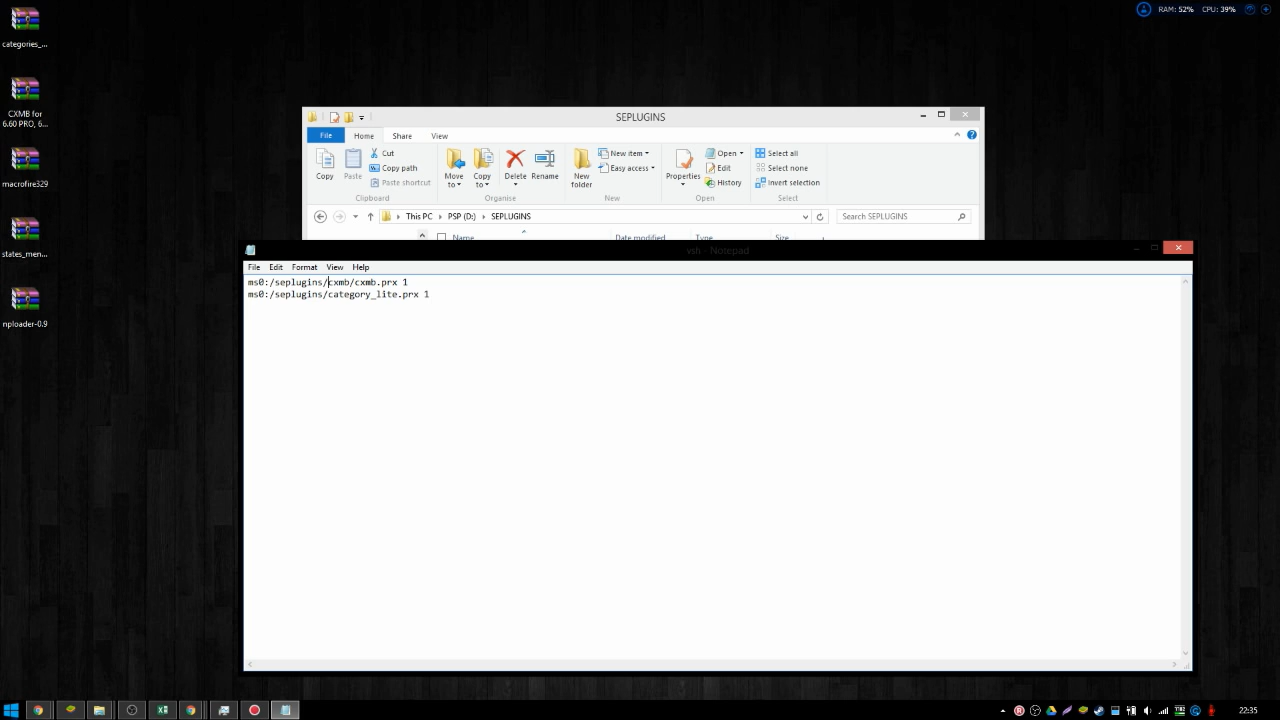 RAM: 52% CPU: 39%
categories_...
CXMB for
6.60 PRO, 6...
macrofire329
states_men...
nploader-0.9
SEPLUGINS
File Home Share View
Copy
Paste
Cut
Copy path
Paste shortcut
Clipboard
Move
to
Copy
to
Delete
Rename
Organise
New
folder
New item
Easy access
New
Properties
Open
Edit
History
Open
Select all
Select none
Invert selection
Select
This PC PSP (D:) SEPLUGINS
Search SEPLUGINS
Name Date modified Type Size
vsh - Notepad
File Edit Format View Help
ms0:/seplugins/cxmb/cxmb.prx 1
ms0:/seplugins/category_lite.prx 1
22:35